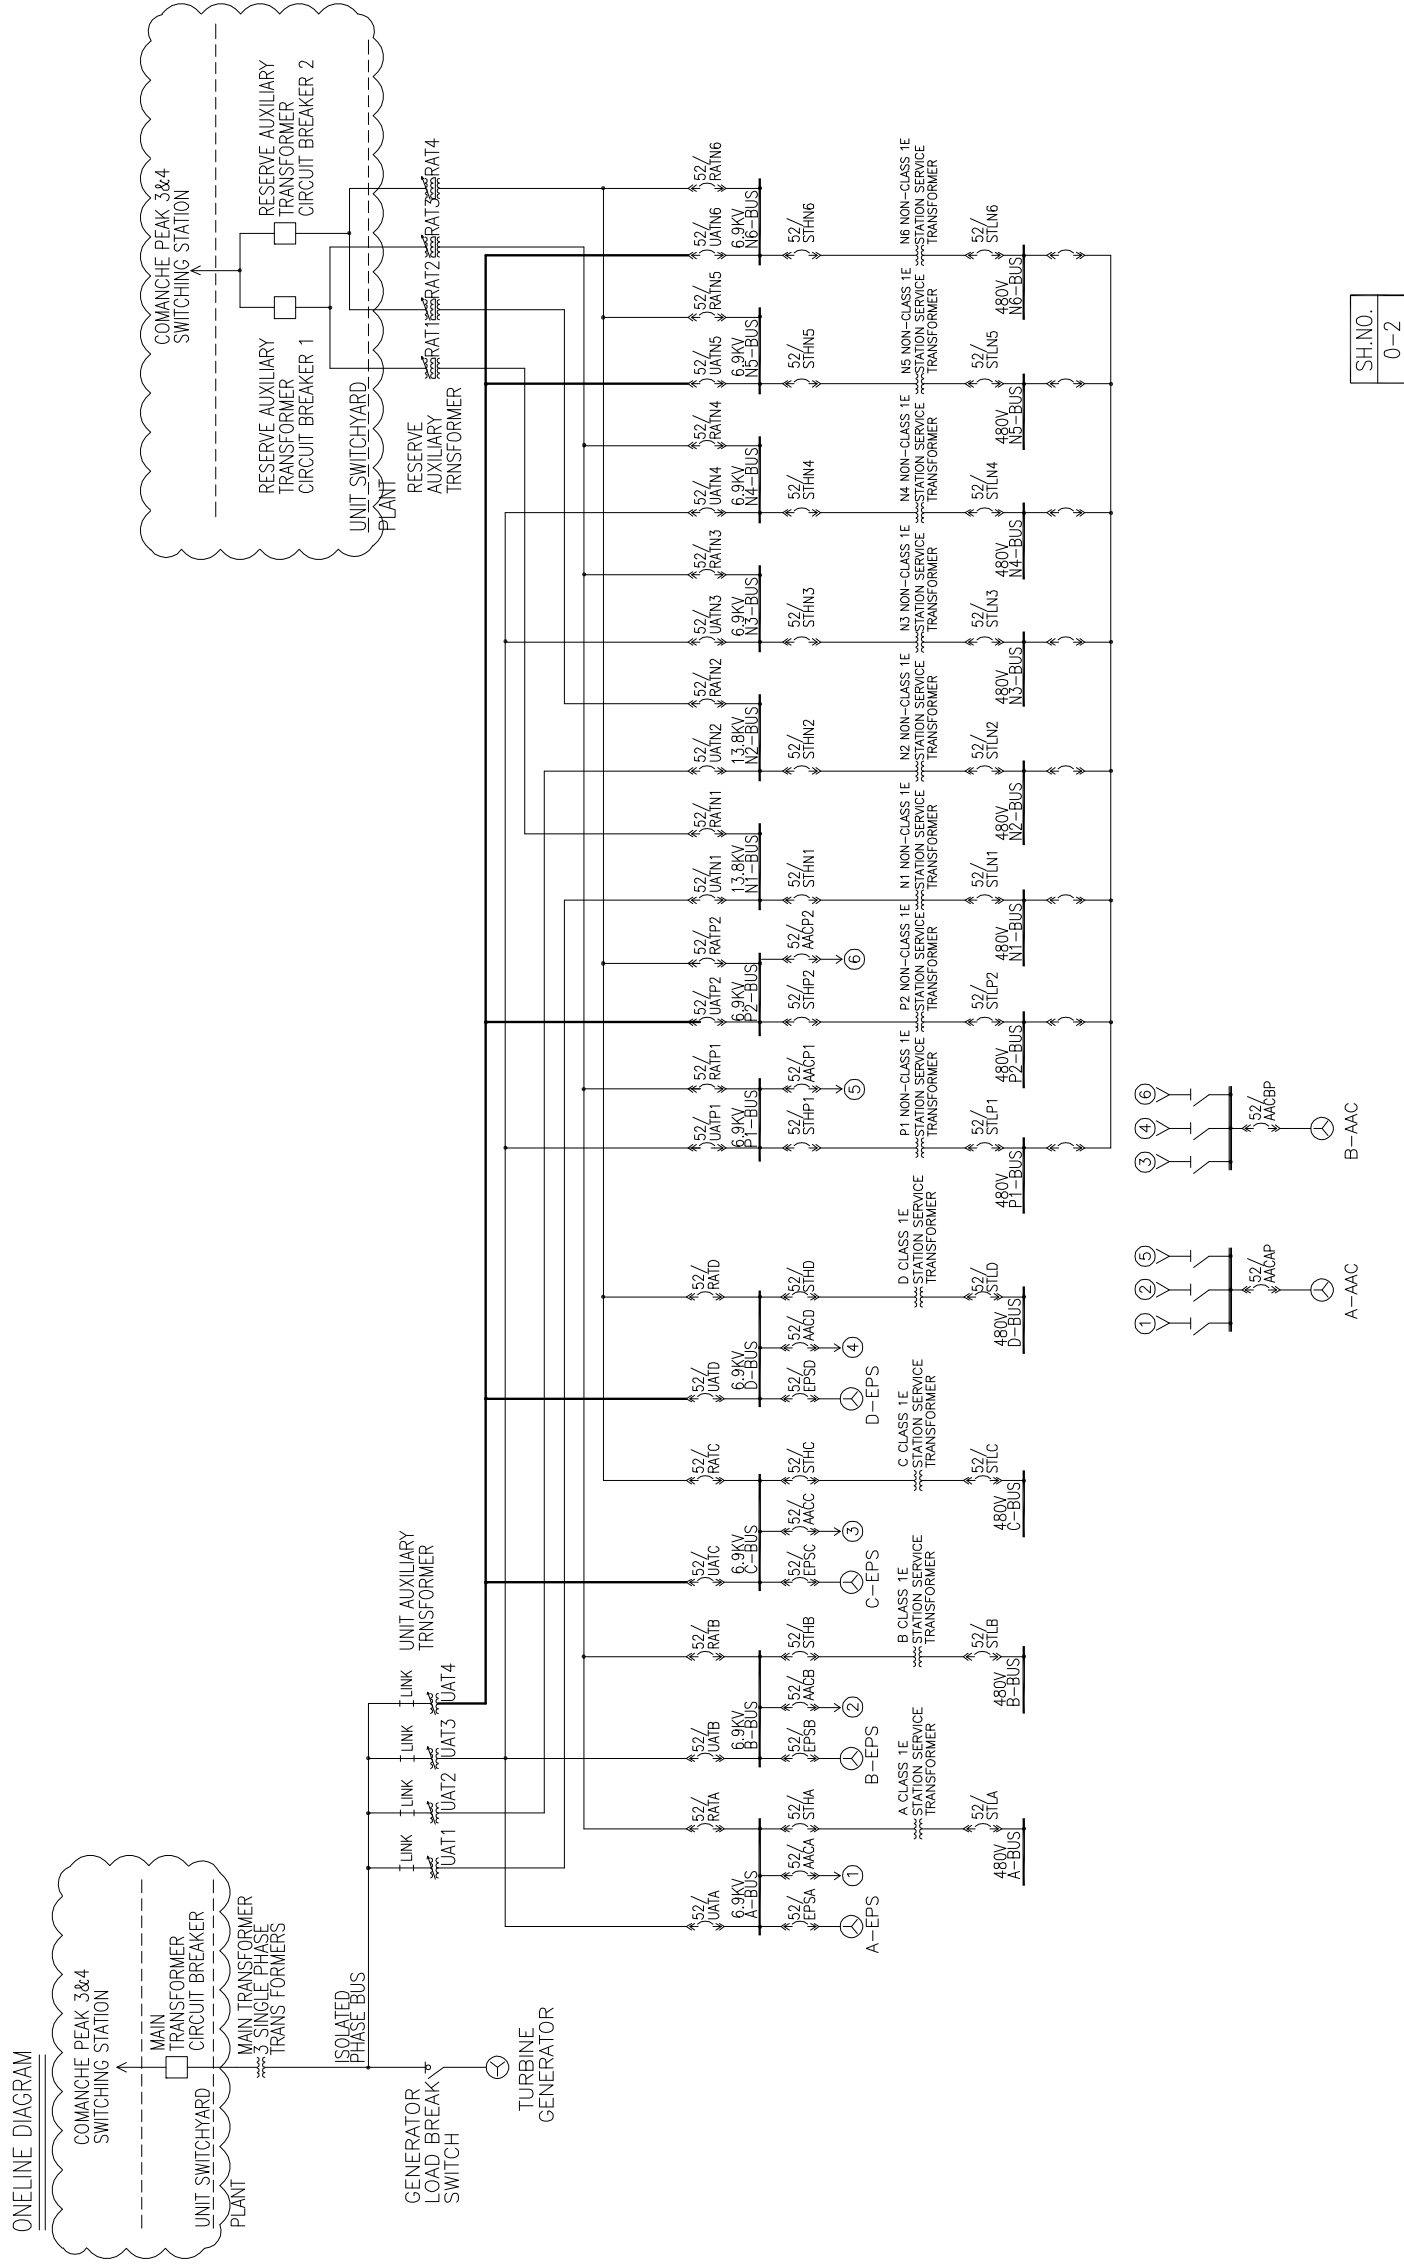 ONELINE DIAGRAM
COMANCHE PEAK 3&4
SWITCHING STATION
MAIN
TRANSFORMER
CIRCUIT BREAKER
UNIT SWITCHYARD
PLANT
MAIN TRANSFORMER
3 SINGLE PHASE
TRANS FORMERS
ISOLATED
PHASE BUS
GENERATOR
LOAD BREAK
SWITCH
TURBINE
GENERATOR
LINK
LINK
LINK
LINK
UAT1
UAT2
UAT3
UAT4
UNIT AUXILIARY
TRNSFORMER
COMANCHE PEAK 3&4
SWITCHING STATION
RESERVE AUXILIARY
TRANSFORMER
CIRCUIT BREAKER 1
RESERVE AUXILIARY
TRANSFORMER
CIRCUIT BREAKER 2
UNIT SWITCHYARD
PLANT
RESERVE
AUXILIARY
TRNSFORMER
RAT1
RAT2
RAT3
RAT4
52/
UATA
52/
RATA
6.9KV
A-BUS
52/
EPSA
52/
AACA
52/
STHA
1
A-EPS
A CLASS 1E
STATION SERVICE
TRANSFORMER
52/
STLA
480V
A-BUS
52/
UATB
52/
RATB
6.9KV
B-BUS
52/
EPSB
52/
AACB
52/
STHB
2
B-EPS
B CLASS 1E
STATION SERVICE
TRANSFORMER
52/
STLB
480V
B-BUS
52/
UATC
52/
RATC
6.9KV
C-BUS
52/
EPSC
52/
AACC
52/
STHC
3
C-EPS
C CLASS 1E
STATION SERVICE
TRANSFORMER
52/
STLC
480V
C-BUS
52/
UATD
52/
RATD
6.9KV
D-BUS
52/
EPSD
52/
AACD
52/
STHD
4
D-EPS
D CLASS 1E
STATION SERVICE
TRANSFORMER
52/
STLD
480V
D-BUS
52/
UATP1
52/
RATP1
6.9KV
P1-BUS
52/
STHP1
52/
AACP1
5
P1 NON-CLASS 1E
STATION SERVICE
TRANSFORMER
52/
STLP1
480V
P1-BUS
52/
UATP2
52/
RATP2
6.9KV
P2-BUS
52/
STHP2
52/
AACP2
6
P2 NON-CLASS 1E
STATION SERVICE
TRANSFORMER
52/
STLP2
480V
P2-BUS
52/
UATN1
52/
RATN1
13.8KV
N1-BUS
52/
STHN1
N1 NON-CLASS 1E
STATION SERVICE
TRANSFORMER
52/
STLN1
480V
N1-BUS
52/
UATN2
52/
RATN2
13.8KV
N2-BUS
52/
STHN2
N2 NON-CLASS 1E
STATION SERVICE
TRANSFORMER
52/
STLN2
480V
N2-BUS
52/
UATN3
52/
RATN3
6.9KV
N3-BUS
52/
STHN3
N3 NON-CLASS 1E
STATION SERVICE
TRANSFORMER
52/
STLN3
480V
N3-BUS
52/
UATN4
52/
RATN4
6.9KV
N4-BUS
52/
STHN4
N4 NON-CLASS 1E
STATION SERVICE
TRANSFORMER
52/
STLN4
480V
N4-BUS
52/
UATN5
52/
RATN5
6.9KV
N5-BUS
52/
STHN5
N5 NON-CLASS 1E
STATION SERVICE
TRANSFORMER
52/
STLN5
480V
N5-BUS
52/
UATN6
52/
RATN6
6.9KV
N6-BUS
52/
STHN6
N6 NON-CLASS 1E
STATION SERVICE
TRANSFORMER
52/
STLN6
480V
N6-BUS
1 2 5
52/
AACAP
A-AAC
3 4 6
52/
AACBP
B-AAC
SH.NO.
0-2